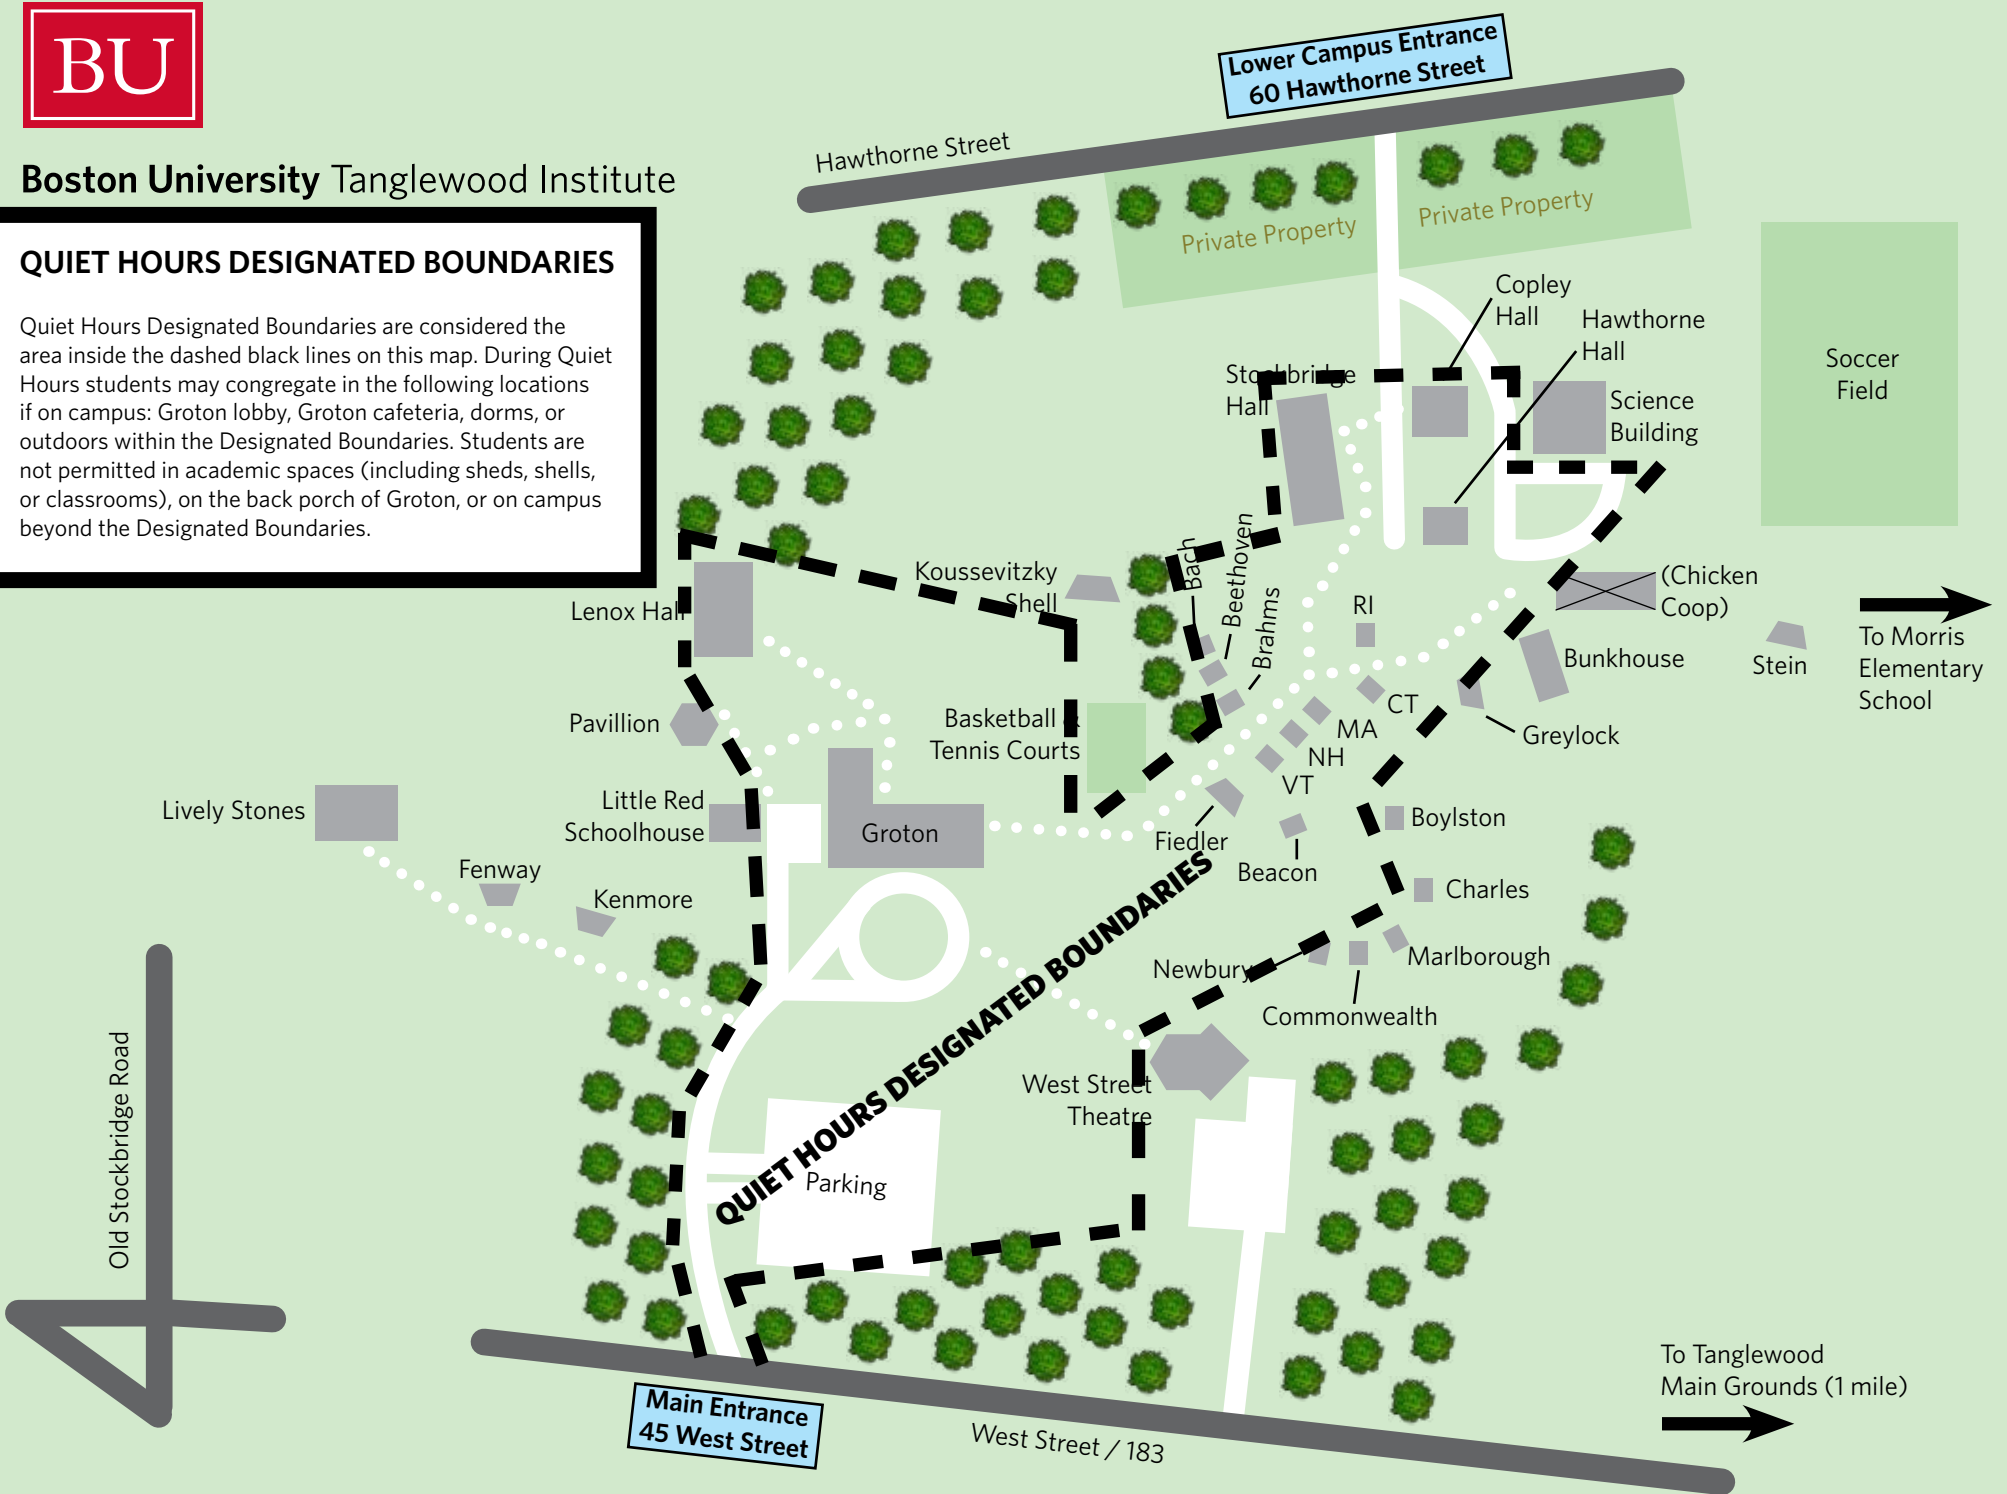 BU
Boston University Tanglewood Institute
QUIET HOURS DESIGNATED BOUNDARIES
Quiet Hours Designated Boundaries are considered the
area inside the dashed black lines on this map. During Quiet
Hours students may congregate in the following locations
if on campus: Groton lobby, Groton cafeteria, dorms, or
outdoors within the Designated Boundaries. Students are
not permitted in academic spaces (including sheds, shells,
or classrooms), on the back porch of Groton, or on campus
beyond the Designated Boundaries.
Lower Campus Entrance
60 Hawthorne Street
Hawthorne Street
Private Property
Private Property
Copley
Hall
Hawthorne
Hall
Stockbridge
Hall
Science
Building
Soccer
Field
Koussevitzky
Shell
Bach
Beethoven
Brahms
RI
(Chicken
Coop)
To Morris
Elementary
School
Lenox Hall
Bunkhouse
Stein
Pavillion
Basketball &
Tennis Courts
CT
MA
NH
VT
Greylock
Lively Stones
Little Red
Schoolhouse
Groton
Fiedler
Beacon
Boylston
Fenway
Kenmore
Charles
Newbury
Marlborough
Commonwealth
QUIET HOURS DESIGNATED BOUNDARIES
West Street
Theatre
Parking
Old Stockbridge Road
Main Entrance
45 West Street
West Street / 183
To Tanglewood
Main Grounds (1 mile)